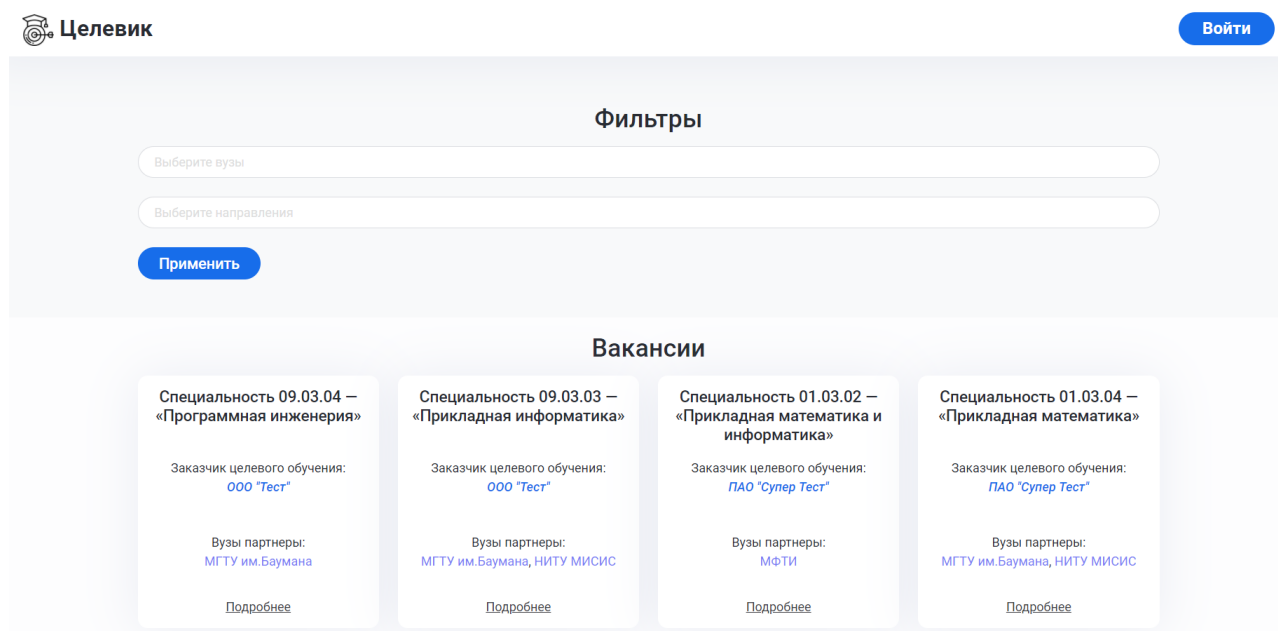 Целевик
Войти
Фильтры
Выберите вузы
Выберите направления
Применить
Вакансии
Специальность 09.03.04 —
«Программная инженерия»
Заказчик целевого обучения:
ООО "Тест"
Вузы партнеры:
МГТУ им.Баумана
Подробнее
Специальность 09.03.03 —
«Прикладная информатика»
Заказчик целевого обучения:
ООО "Тест"
Вузы партнеры:
МГТУ им.Баумана, НИТУ МИСИС
Подробнее
Специальность 01.03.02 —
«Прикладная математика и
информатика»
Заказчик целевого обучения:
ПАО "Супер Тест"
Вузы партнеры:
МФТИ
Подробнее
Специальность 01.03.04 —
«Прикладная математика»
Заказчик целевого обучения:
ПАО "Супер Тест"
Вузы партнеры:
МГТУ им.Баумана, НИТУ МИСИС
Подробнее